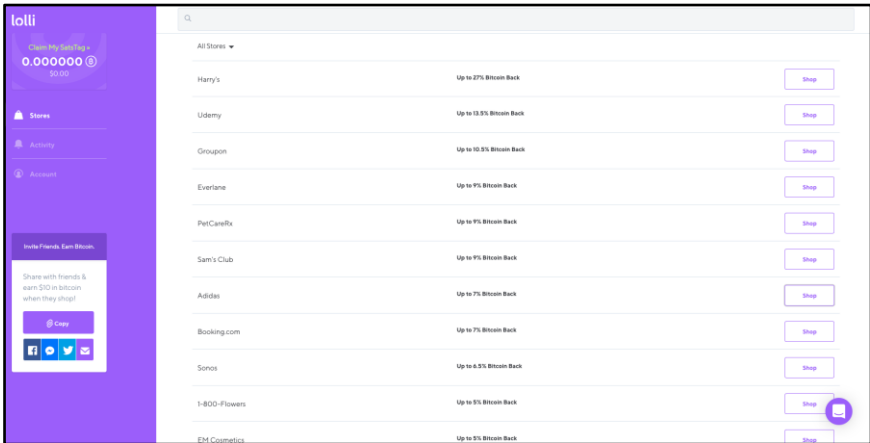 lolli
Claim My SatsTag »
0.000000
$0.00
Stores
Activity
Account
Invite Friends. Earn Bitcoin.
Share with friends &
earn $10 in bitcoin
when they shop!
Copy
All Stores
Harry's Up to 27% Bitcoin Back Shop
Udemy Up to 13.5% Bitcoin Back Shop
Groupon Up to 10.5% Bitcoin Back Shop
Everlane Up to 9% Bitcoin Back Shop
PetCareRx Up to 9% Bitcoin Back Shop
Sam's Club Up to 9% Bitcoin Back Shop
Adidas Up to 7% Bitcoin Back Shop
Booking.com Up to 7% Bitcoin Back Shop
Sonos Up to 6.5% Bitcoin Back Shop
1-800-Flowers Up to 5% Bitcoin Back Shop
EM Cosmetics Up to 5% Bitcoin Back Shop